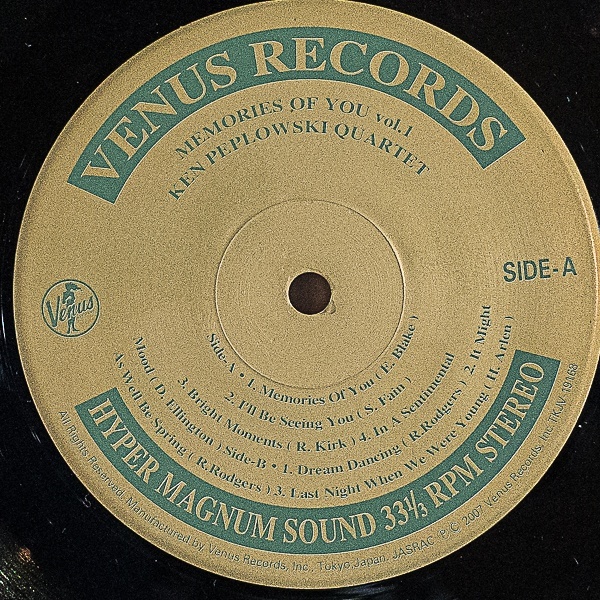 VENUS RECORDS
MEMORIES OF YOU vol.1
KEN PEPLOWSKI QUARTET
SIDE-A
Venus
Side-A • 1. Memories Of You ( E. Blake )
2. I'll Be Seeing You ( S. Fain )
3. Bright Moments ( R. Kirk ) 4. In A Sentimental
Mood ( D. Ellington ) Side-B • 1. Dream Dancing ( R.Rodgers ) 2. It Might
As Well Be Spring ( R.Rodgers ) 3. Last Night When We Were Young ( H. Arlen )
HYPER MAGNUM SOUND 33⅓ RPM STEREO
All Rights Reserved. Manufactured by Venus Records, Inc., Tokyo,Japan. JASRAC Ⓟ © 2007 Venus Records, Inc. TKJV-19168